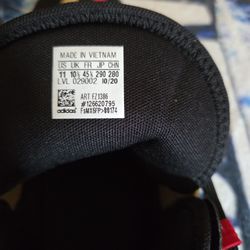 MADE IN VIETNAM
US UK FR JP CHN
11 10½ 45⅓ 290 280
LVL 029002 10/20
adidas
ART FZ1386
#126620795